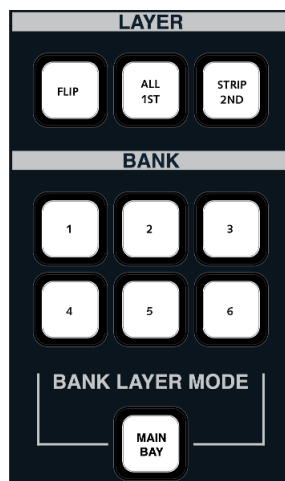 LAYER
FLIP
ALL
1ST
STRIP
2ND
BANK
1
2
3
4
5
6
BANK LAYER MODE
MAIN
BAY